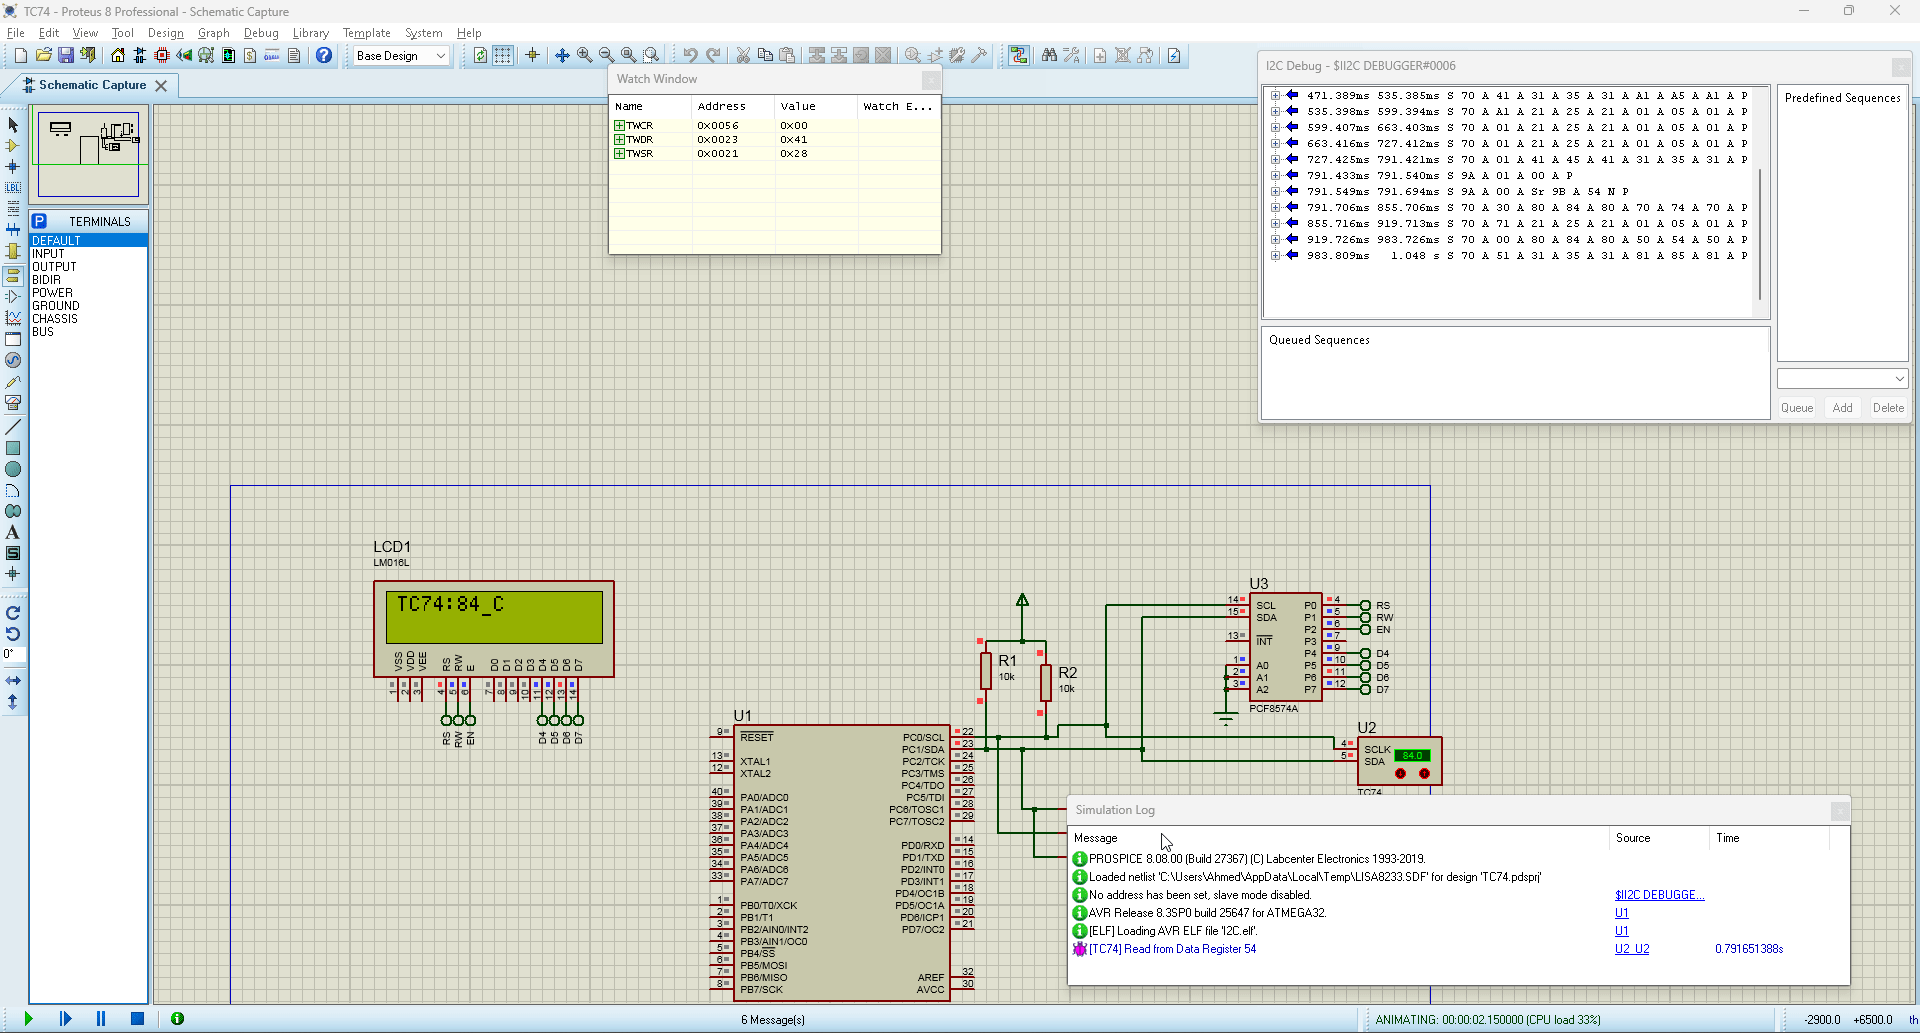 TC74 - Proteus 8 Professional - Schematic Capture
File Edit View Tool Design Graph Debug Library Template System Help
Base Design
Schematic Capture
Watch Window
Name Address Value Watch E...
TWCR 0x0056 0x00
TWDR 0x0023 0x41
TWSR 0x0021 0x28
I2C Debug - $II2C DEBUGGER#0006
471.389ms 535.385ms S 70 A 41 A 31 A 35 A 31 A A1 A A5 A A1 A P
535.398ms 599.394ms S 70 A A1 A 21 A 25 A 21 A 01 A 05 A 01 A P
599.407ms 663.403ms S 70 A 01 A 21 A 25 A 21 A 01 A 05 A 01 A P
663.416ms 727.412ms S 70 A 01 A 21 A 25 A 21 A 01 A 05 A 01 A P
727.425ms 791.421ms S 70 A 01 A 41 A 45 A 41 A 31 A 35 A 31 A P
791.433ms 791.540ms S 9A A 01 A 00 A P
791.549ms 791.694ms S 9A A 00 A Sr 9B A 54 N P
791.706ms 855.706ms S 70 A 30 A 80 A 84 A 80 A 70 A 74 A 70 A P
855.716ms 919.713ms S 70 A 71 A 21 A 25 A 21 A 01 A 05 A 01 A P
919.726ms 983.726ms S 70 A 00 A 80 A 84 A 80 A 50 A 54 A 50 A P
983.809ms 1.048 s S 70 A 51 A 31 A 35 A 31 A 81 A 85 A 81 A P
Predefined Sequences
Queued Sequences
Queue Add Delete
P TERMINALS
DEFAULT
INPUT
OUTPUT
BIDIR
POWER
GROUND
CHASSIS
BUS
LBL
A
S
0°
LCD1
LM016L
TC74:84_C
VSS VDD VEE RS RW E D0 D1 D2 D3 D4 D5 D6 D7
1 2 3 4 5 6 7 8 9 10 11 12 13 14
RS RW EN D4 D5 D6 D7
R1
10k
R2
10k
U3
14 SCL P0 4 RS
15 SDA P1 5 RW
P2 6 EN
13 INT P3 7
P4 9 D4
1 A0 P5 10 D5
2 A1 P6 11 D6
3 A2 P7 12 D7
PCF8574A
U2
4 SCLK 84.0
5 SDA
TC74
U1
9 RESET PC0/SCL 22
PC1/SDA 23
13 XTAL1 PC2/TCK 24
12 XTAL2 PC3/TMS 25
PC4/TDO 26
40 PA0/ADC0 PC5/TDI 27
39 PA1/ADC1 PC6/TOSC1 28
38 PA2/ADC2 PC7/TOSC2 29
37 PA3/ADC3
36 PA4/ADC4 PD0/RXD 14
35 PA5/ADC5 PD1/TXD 15
34 PA6/ADC6 PD2/INT0 16
33 PA7/ADC7 PD3/INT1 17
PD4/OC1B 18
1 PB0/T0/XCK PD5/OC1A 19
2 PB1/T1 PD6/ICP1 20
3 PB2/AIN0/INT2 PD7/OC2 21
4 PB3/AIN1/OC0
5 PB4/SS
6 PB5/MOSI
7 PB6/MISO AREF 32
8 PB7/SCK AVCC 30
Simulation Log
Message Source Time
PROSPICE 8.08.00 (Build 27367) (C) Labcenter Electronics 1993-2019.
Loaded netlist 'C:\Users\Ahmed\AppData\Local\Temp\LISA8233.SDF' for design 'TC74.pdsprj'
No address has been set, slave mode disabled. $II2C DEBUGGE...
AVR Release 8.3SP0 build 25647 for ATMEGA32. U1
[ELF] Loading AVR ELF file 'I2C.elf'. U1
[TC74] Read from Data Register 54 U2_U2 0.791651388s
6 Message(s)
ANIMATING: 00:00:02.150000 (CPU load 33%)
-2900.0 +6500.0 th